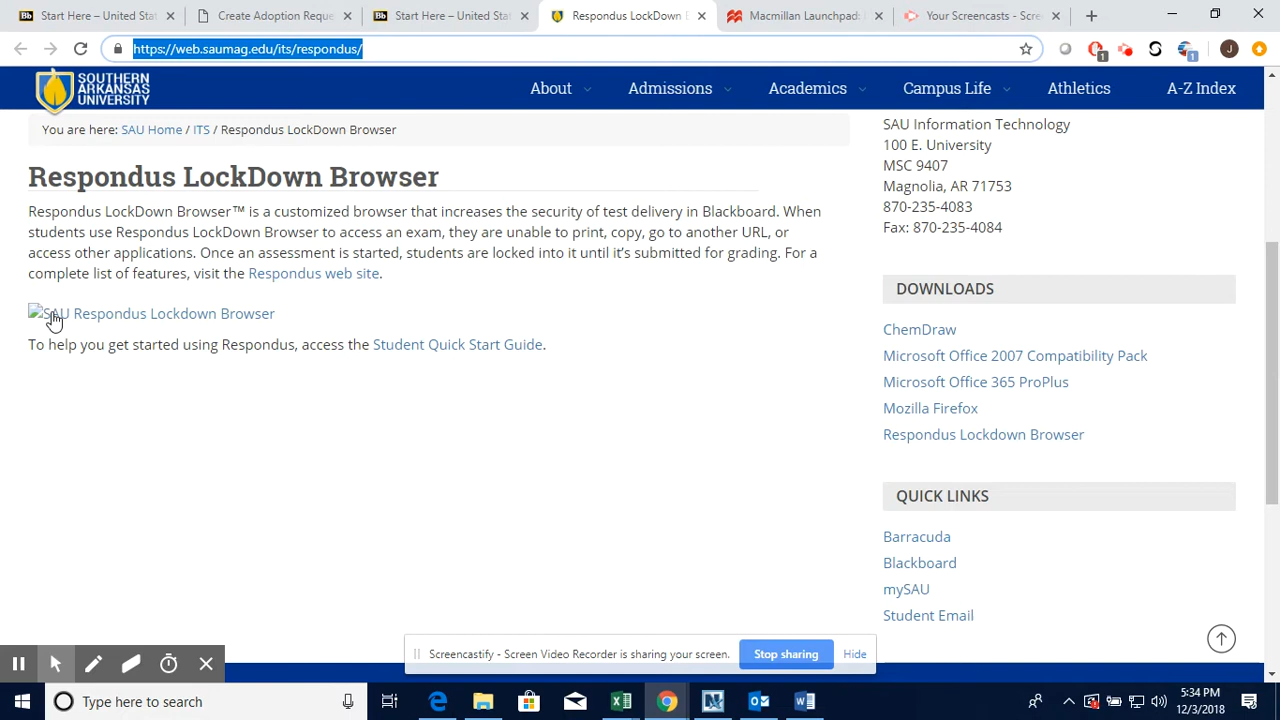 Start Here – United Stat
Create Adoption Reque
Start Here – United Stat
Respondus LockDown B
Macmillan Launchpad:
Your Screencasts - Scree
https://web.saumag.edu/its/respondus/
1
1
J
SOUTHERN
ARKANSAS
UNIVERSITY
About
Admissions
Academics
Campus Life
Athletics
A-Z Index
You are here: SAU Home / ITS / Respondus LockDown Browser
Respondus LockDown Browser
Respondus LockDown Browser™ is a customized browser that increases the security of test delivery in Blackboard. When
students use Respondus LockDown Browser to access an exam, they are unable to print, copy, go to another URL, or
access other applications. Once an assessment is started, students are locked into it until it's submitted for grading. For a
complete list of features, visit the Respondus web site.
SAU Respondus Lockdown Browser
To help you get started using Respondus, access the Student Quick Start Guide.
SAU Information Technology
100 E. University
MSC 9407
Magnolia, AR 71753
870-235-4083
Fax: 870-235-4084
DOWNLOADS
ChemDraw
Microsoft Office 2007 Compatibility Pack
Microsoft Office 365 ProPlus
Mozilla Firefox
Respondus Lockdown Browser
QUICK LINKS
Barracuda
Blackboard
mySAU
Student Email
Screencastify - Screen Video Recorder is sharing your screen.
Stop sharing
Hide
Type here to search
5:34 PM
12/3/2018